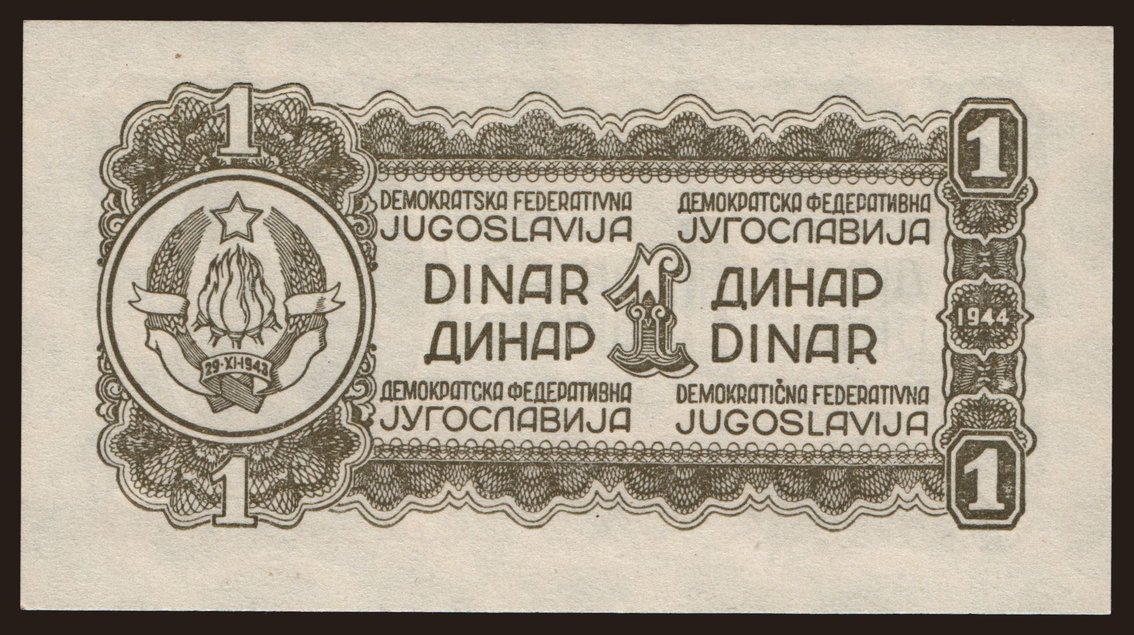 1
1
DEMOKRATSKA FEDERATIVNA
JUGOSLAVIJA
ДЕМОКРАТСКА ФЕДЕРАТИВНА
ЈУГОСЛАВИЈА
DINAR
1
ДИНАР
ДИНАР
DINAR
1944
29·XI·1943
ДЕМОКРАТСКА ФЕДЕРАТИВНА
ЈУГОСЛАВИЈА
DEMOKRATIČNA FEDERATIVNA
JUGOSLAVIJA
1
1